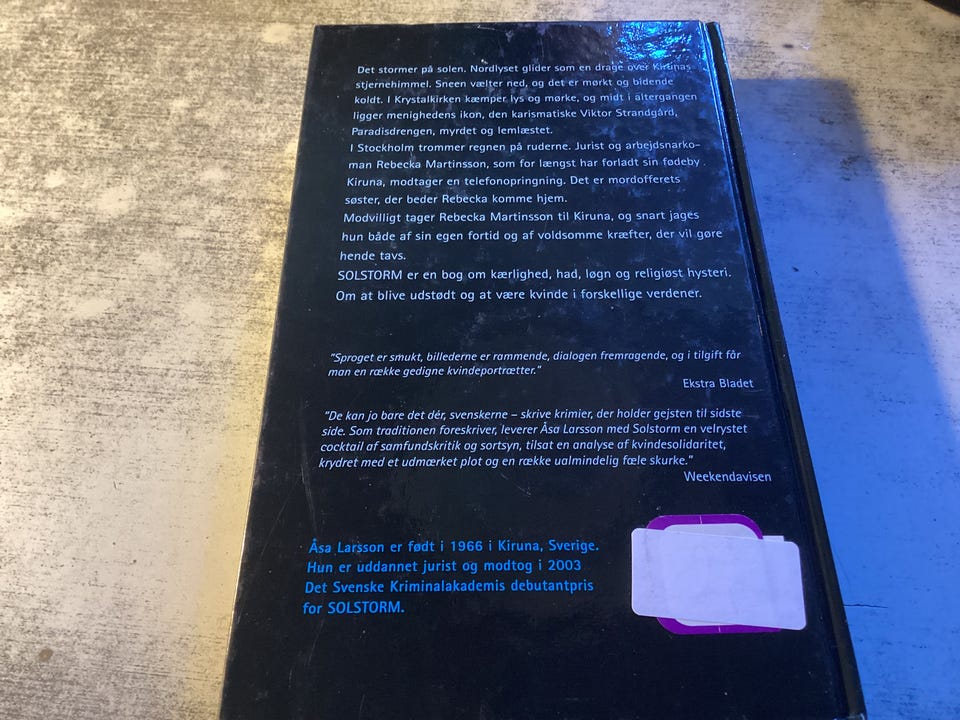 Det stormer på solen. Nordlyset glider som en drage over Kirunas
stjernehimmel. Sneen vælter ned, og det er mørkt og bidende
koldt. I Krystalkirken kæmper lys og mørke, og midt i altergangen
ligger menighedens ikon, den karismatiske Viktor Strandgård,
Paradisdrengen, myrdet og lemlæstet.
I Stockholm trommer regnen på ruderne. Jurist og arbejdsnarko-
man Rebecka Martinsson, som for længst har forladt sin fødeby
Kiruna, modtager en telefonopringning. Det er mordofferets
søster, der beder Rebecka komme hjem.
Modvilligt tager Rebecka Martinsson til Kiruna, og snart jages
hun både af sin egen fortid og af voldsomme kræfter, der vil gøre
hende tavs.
SOLSTORM er en bog om kærlighed, had, løgn og religiøst hysteri.
Om at blive udstødt og at være kvinde i forskellige verdener.
"Sproget er smukt, billederne er rammende, dialogen fremragende, og i tilgift får
man en række gedigne kvindeportrætter."
Ekstra Bladet
"De kan jo bare det dér, svenskerne – skrive krimier, der holder gejsten til sidste
side. Som traditionen foreskriver, leverer Åsa Larsson med Solstorm en velrystet
cocktail af samfundskritik og sortsyn, tilsat en analyse af kvindesolidaritet,
krydret med et udmærket plot og en række ualmindelig fæle skurke."
Weekendavisen
Åsa Larsson er født i 1966 i Kiruna, Sverige.
Hun er uddannet jurist og modtog i 2003
Det Svenske Kriminalakademis debutantpris
for SOLSTORM.